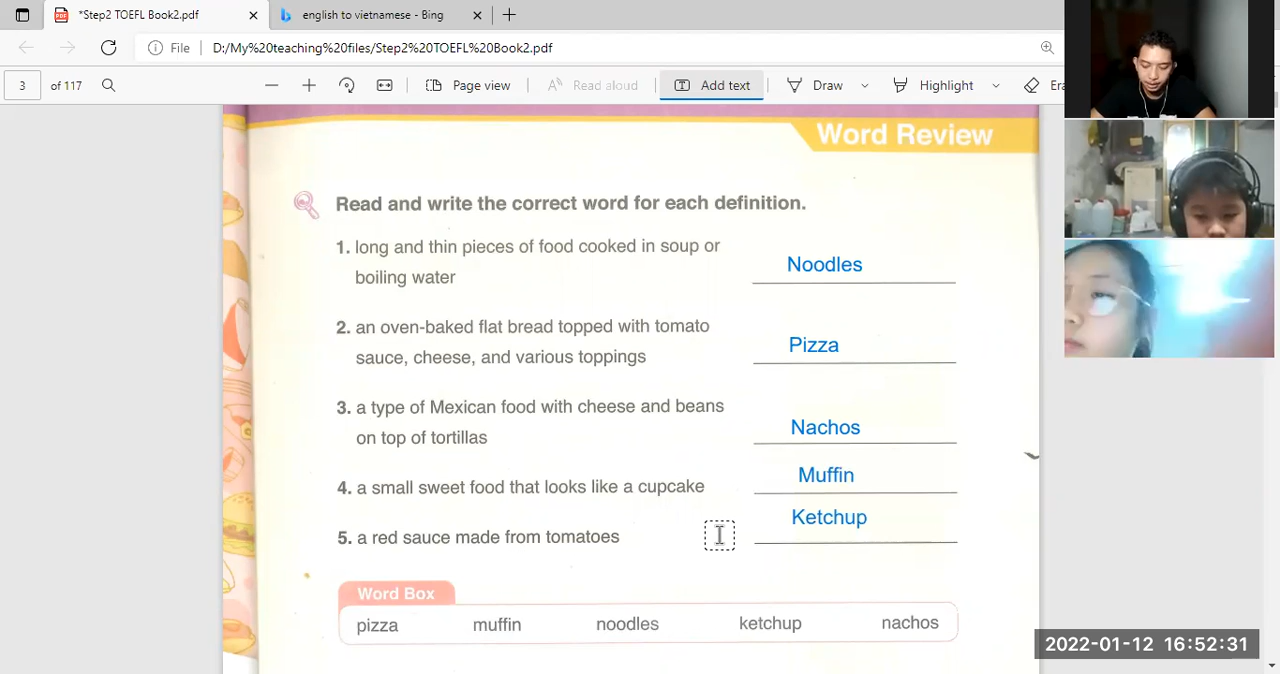 *Step2 TOEFL Book2.pdf
english to vietnamese - Bing
File
D:/My%20teaching%20files/Step2%20TOEFL%20Book2.pdf
3 of 117
Page view
Read aloud
Add text
Draw
Highlight
Era
Word Review
Read and write the correct word for each definition.
1. long and thin pieces of food cooked in soup or
boiling water
Noodles
2. an oven-baked flat bread topped with tomato
sauce, cheese, and various toppings
Pizza
3. a type of Mexican food with cheese and beans
on top of tortillas
Nachos
4. a small sweet food that looks like a cupcake
Muffin
5. a red sauce made from tomatoes
Ketchup
Word Box
pizza muffin noodles ketchup nachos
2022-01-12 16:52:31